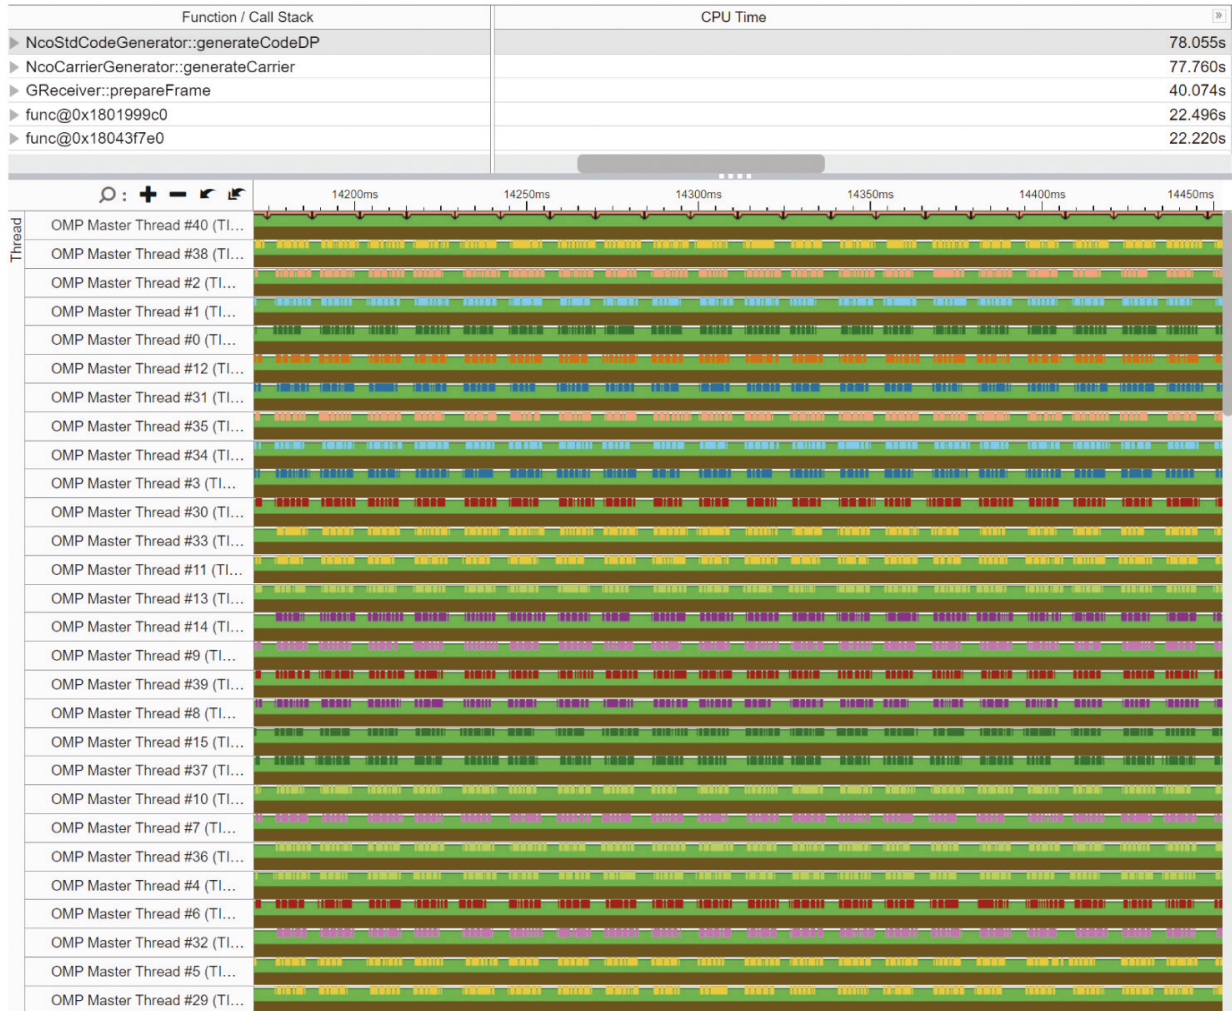 Function / Call Stack CPU Time
NcoStdCodeGenerator::generateCodeDP 78.055s
NcoCarrierGenerator::generateCarrier 77.760s
GReceiver::prepareFrame 40.074s
func@0x1801999c0 22.496s
func@0x18043f7e0 22.220s
14200ms 14250ms 14300ms 14350ms 14400ms 14450ms
Thread
OMP Master Thread #40 (TI...
OMP Master Thread #38 (TI...
OMP Master Thread #2 (TI...
OMP Master Thread #1 (TI...
OMP Master Thread #0 (TI...
OMP Master Thread #12 (TI...
OMP Master Thread #31 (TI...
OMP Master Thread #35 (TI...
OMP Master Thread #34 (TI...
OMP Master Thread #3 (TI...
OMP Master Thread #30 (TI...
OMP Master Thread #33 (TI...
OMP Master Thread #11 (TI...
OMP Master Thread #13 (TI...
OMP Master Thread #14 (TI...
OMP Master Thread #9 (TI...
OMP Master Thread #39 (TI...
OMP Master Thread #8 (TI...
OMP Master Thread #15 (TI...
OMP Master Thread #37 (TI...
OMP Master Thread #10 (TI...
OMP Master Thread #7 (TI...
OMP Master Thread #36 (TI...
OMP Master Thread #4 (TI...
OMP Master Thread #6 (TI...
OMP Master Thread #32 (TI...
OMP Master Thread #5 (TI...
OMP Master Thread #29 (TI...